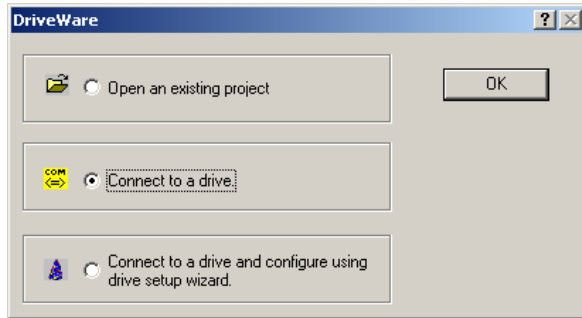 DriveWare
?
Open an existing project
OK
COM
<=>
Connect to a drive.
Connect to a drive and configure using
drive setup wizard.